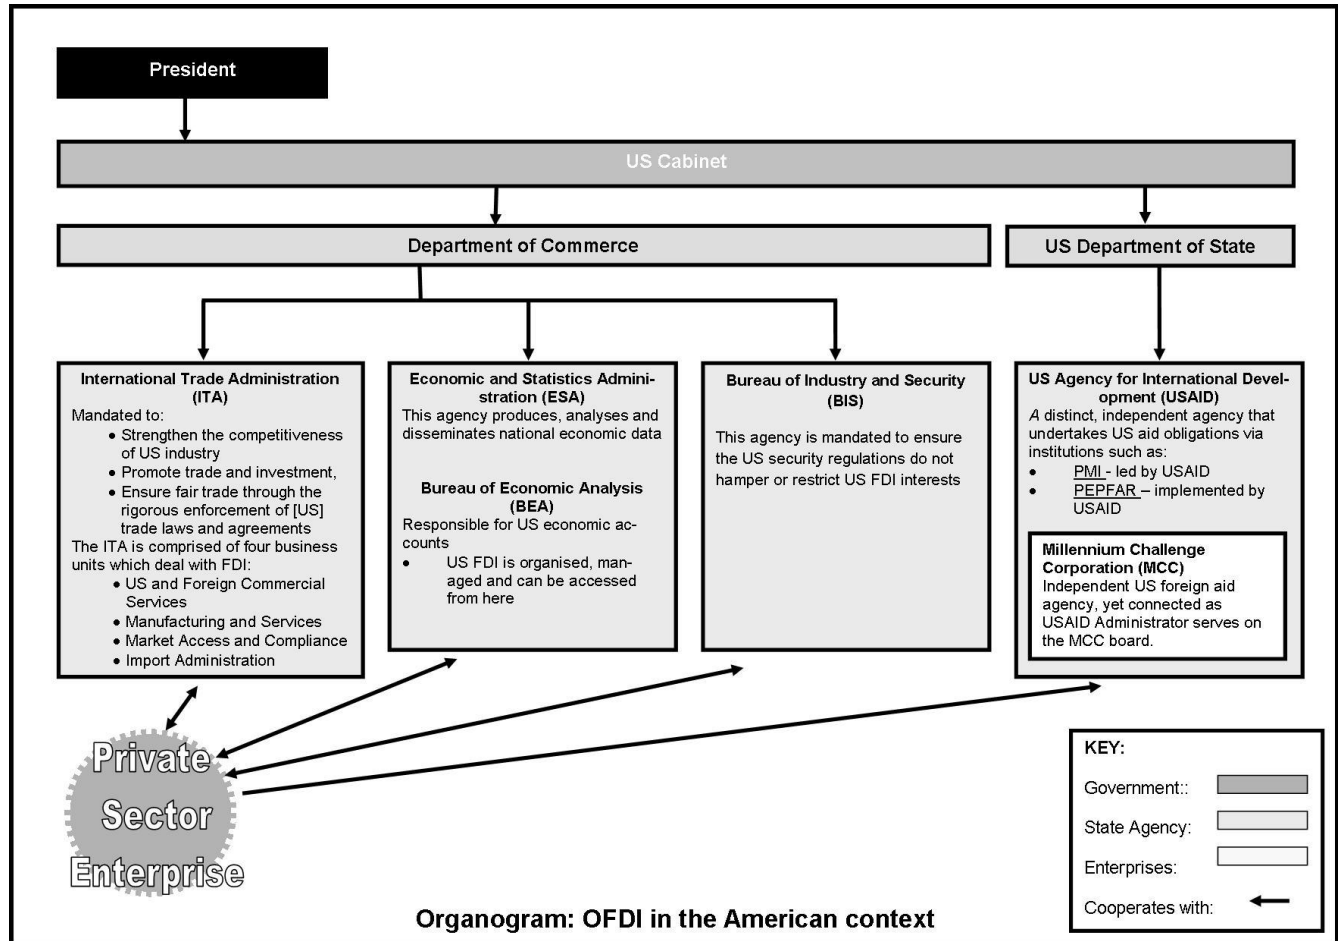 President
US Cabinet
Department of Commerce
US Department of State
International Trade Administration
(ITA)
Mandated to:
● Strengthen the competitiveness
of US industry
● Promote trade and investment,
● Ensure fair trade through the
rigorous enforcement of [US]
trade laws and agreements
The ITA is comprised of four business
units which deal with FDI:
● US and Foreign Commercial
Services
● Manufacturing and Services
● Market Access and Compliance
● Import Administration
Economic and Statistics Admini-
stration (ESA)
This agency produces, analyses and
disseminates national economic data
Bureau of Economic Analysis
(BEA)
Responsible for US economic ac-
counts
● US FDI is organised, man-
aged and can be accessed
from here
Bureau of Industry and Security
(BIS)
This agency is mandated to ensure
the US security regulations do not
hamper or restrict US FDI interests
US Agency for International Devel-
opment (USAID)
A distinct, independent agency that
undertakes US aid obligations via
institutions such as:
● PMI - led by USAID
● PEPFAR – implemented by
USAID
Millennium Challenge
Corporation (MCC)
Independent US foreign aid
agency, yet connected as
USAID Administrator serves on
the MCC board.
Private
Sector
Enterprise
KEY:
Government::
State Agency:
Enterprises:
Cooperates with:
Organogram: OFDI in the American context